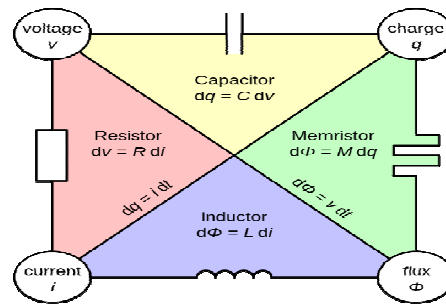 voltage
v
charge
q
Capacitor
dq = C dv
Resistor
dv = R di
Memristor
dΦ = M dq
dq = i dt
dΦ = v dt
Inductor
dΦ = L di
current
i
flux
Φ